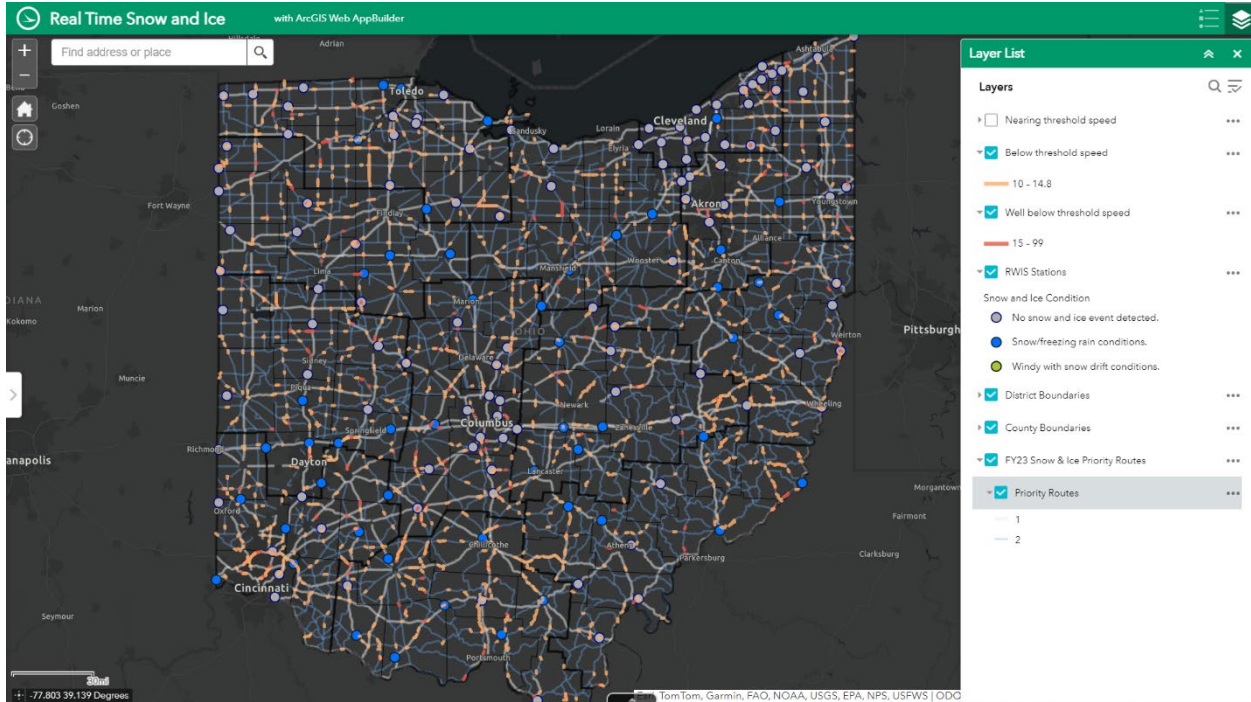 Real Time Snow and Ice
with ArcGIS Web AppBuilder
Find address or place
Layer List
Layers
Nearing threshold speed
Below threshold speed
10 - 14.8
Well below threshold speed
15 - 99
RWIS Stations
Snow and Ice Condition
No snow and ice event detected.
Snow/freezing rain conditions.
Windy with snow drift conditions.
District Boundaries
County Boundaries
FY23 Snow & Ice Priority Routes
Priority Routes
1
2
Adrian
Ashtabula
Toledo
Goshen
Cleveland
Sandusky
Lorain
Elyria
Akron
Youngstown
Fort Wayne
Findlay
Alliance
Wooster
Canton
Mansfield
Lima
DIANA
Marion
Marion
OHIO
Kokomo
Weirton
Pittsburgh
Sidney
Delaware
Muncie
Piqua
Newark
Wheeling
Columbus
Zanesville
Springfield
Richmond
anapolis
Dayton
Lancaster
Morgantown
Oxford
Fairmont
Chillicothe
Athens
Parkersburg
Clarksburg
Cincinnati
Seymour
Portsmouth
30mi
-77.803 39.139 Degrees
Esri, TomTom, Garmin, FAO, NOAA, USGS, EPA, NPS, USFWS | ODO